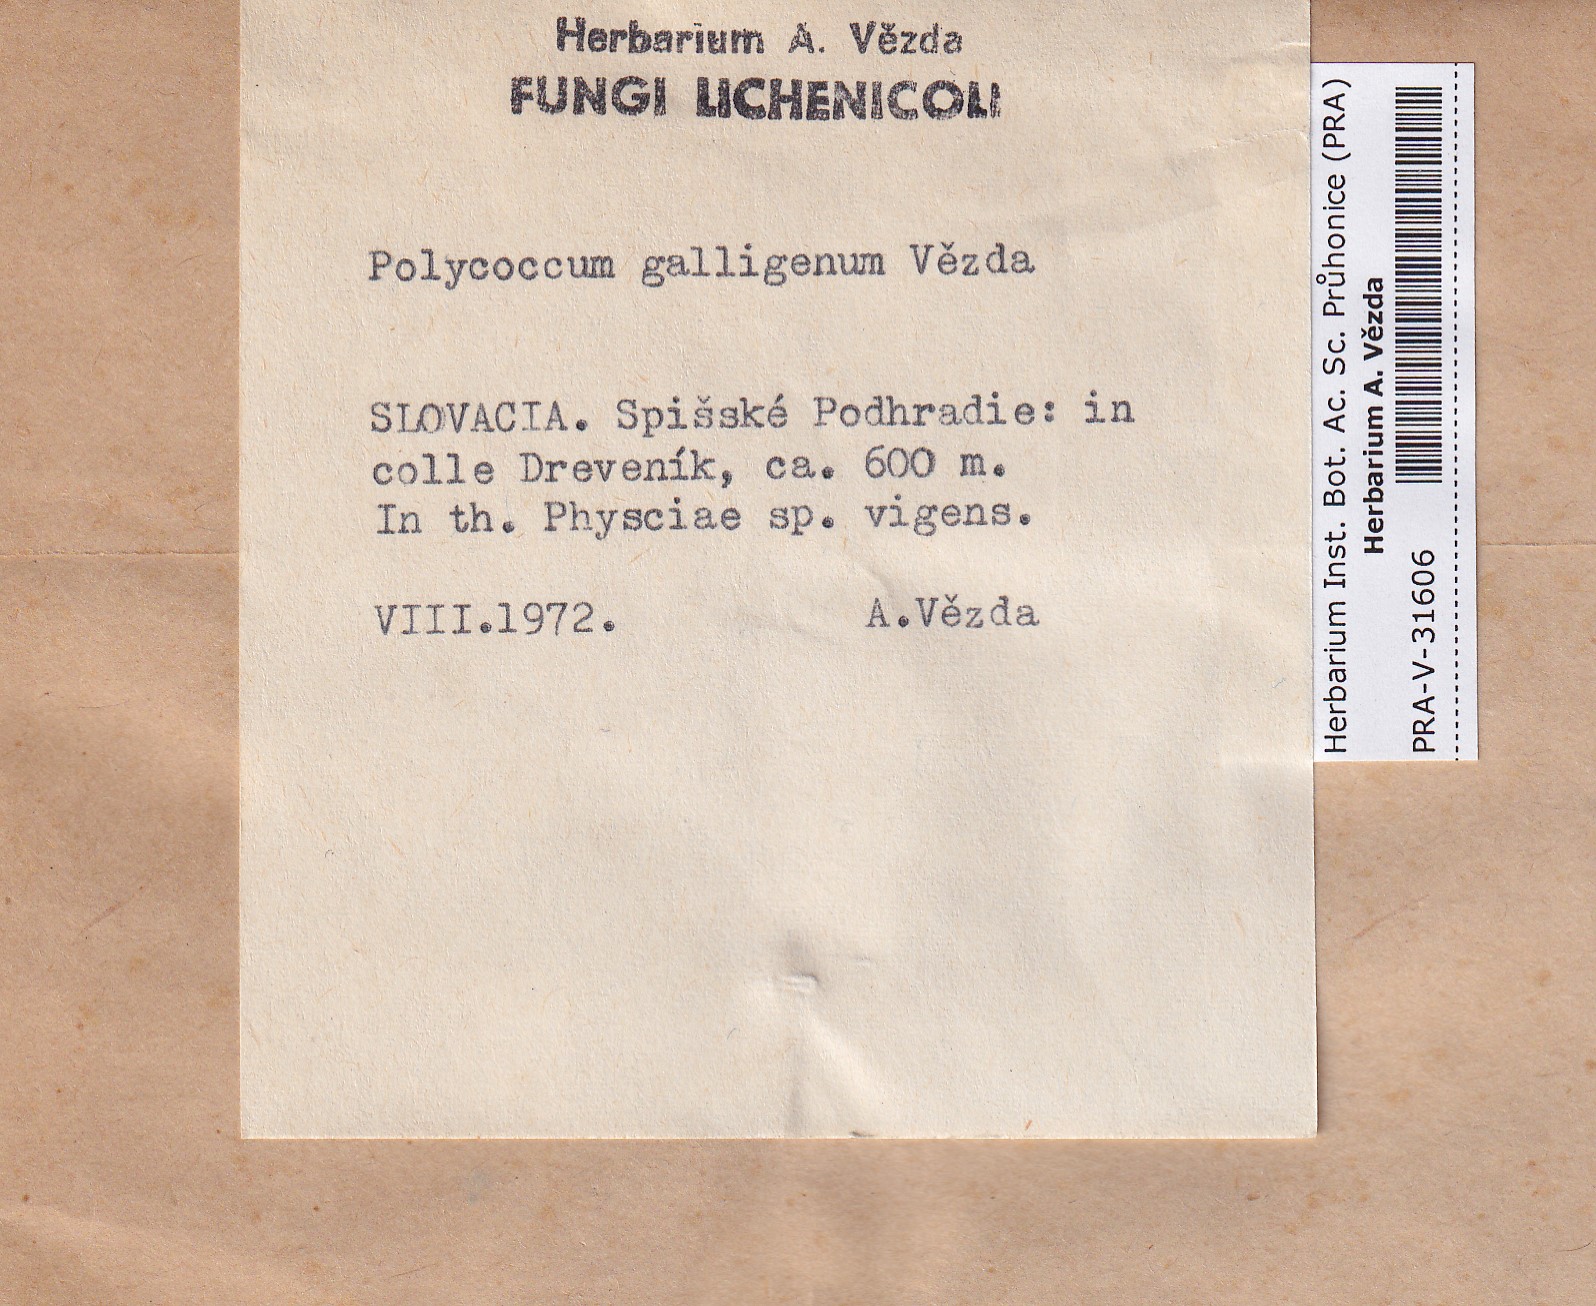 Herbarium A. Vězda
FUNGI LICHENICOLI
Polycoccum galligenum Vězda
SLOVACIA. Spišské Podhradie: in
colle Dreveník, ca. 600 m.
In th. Physciae sp. vigens.
VIII.1972. A.Vězda
Herbarium Inst. Bot. Ac. Sc. Průhonice (PRA)
Herbarium A. Vězda
PRA-V-31606